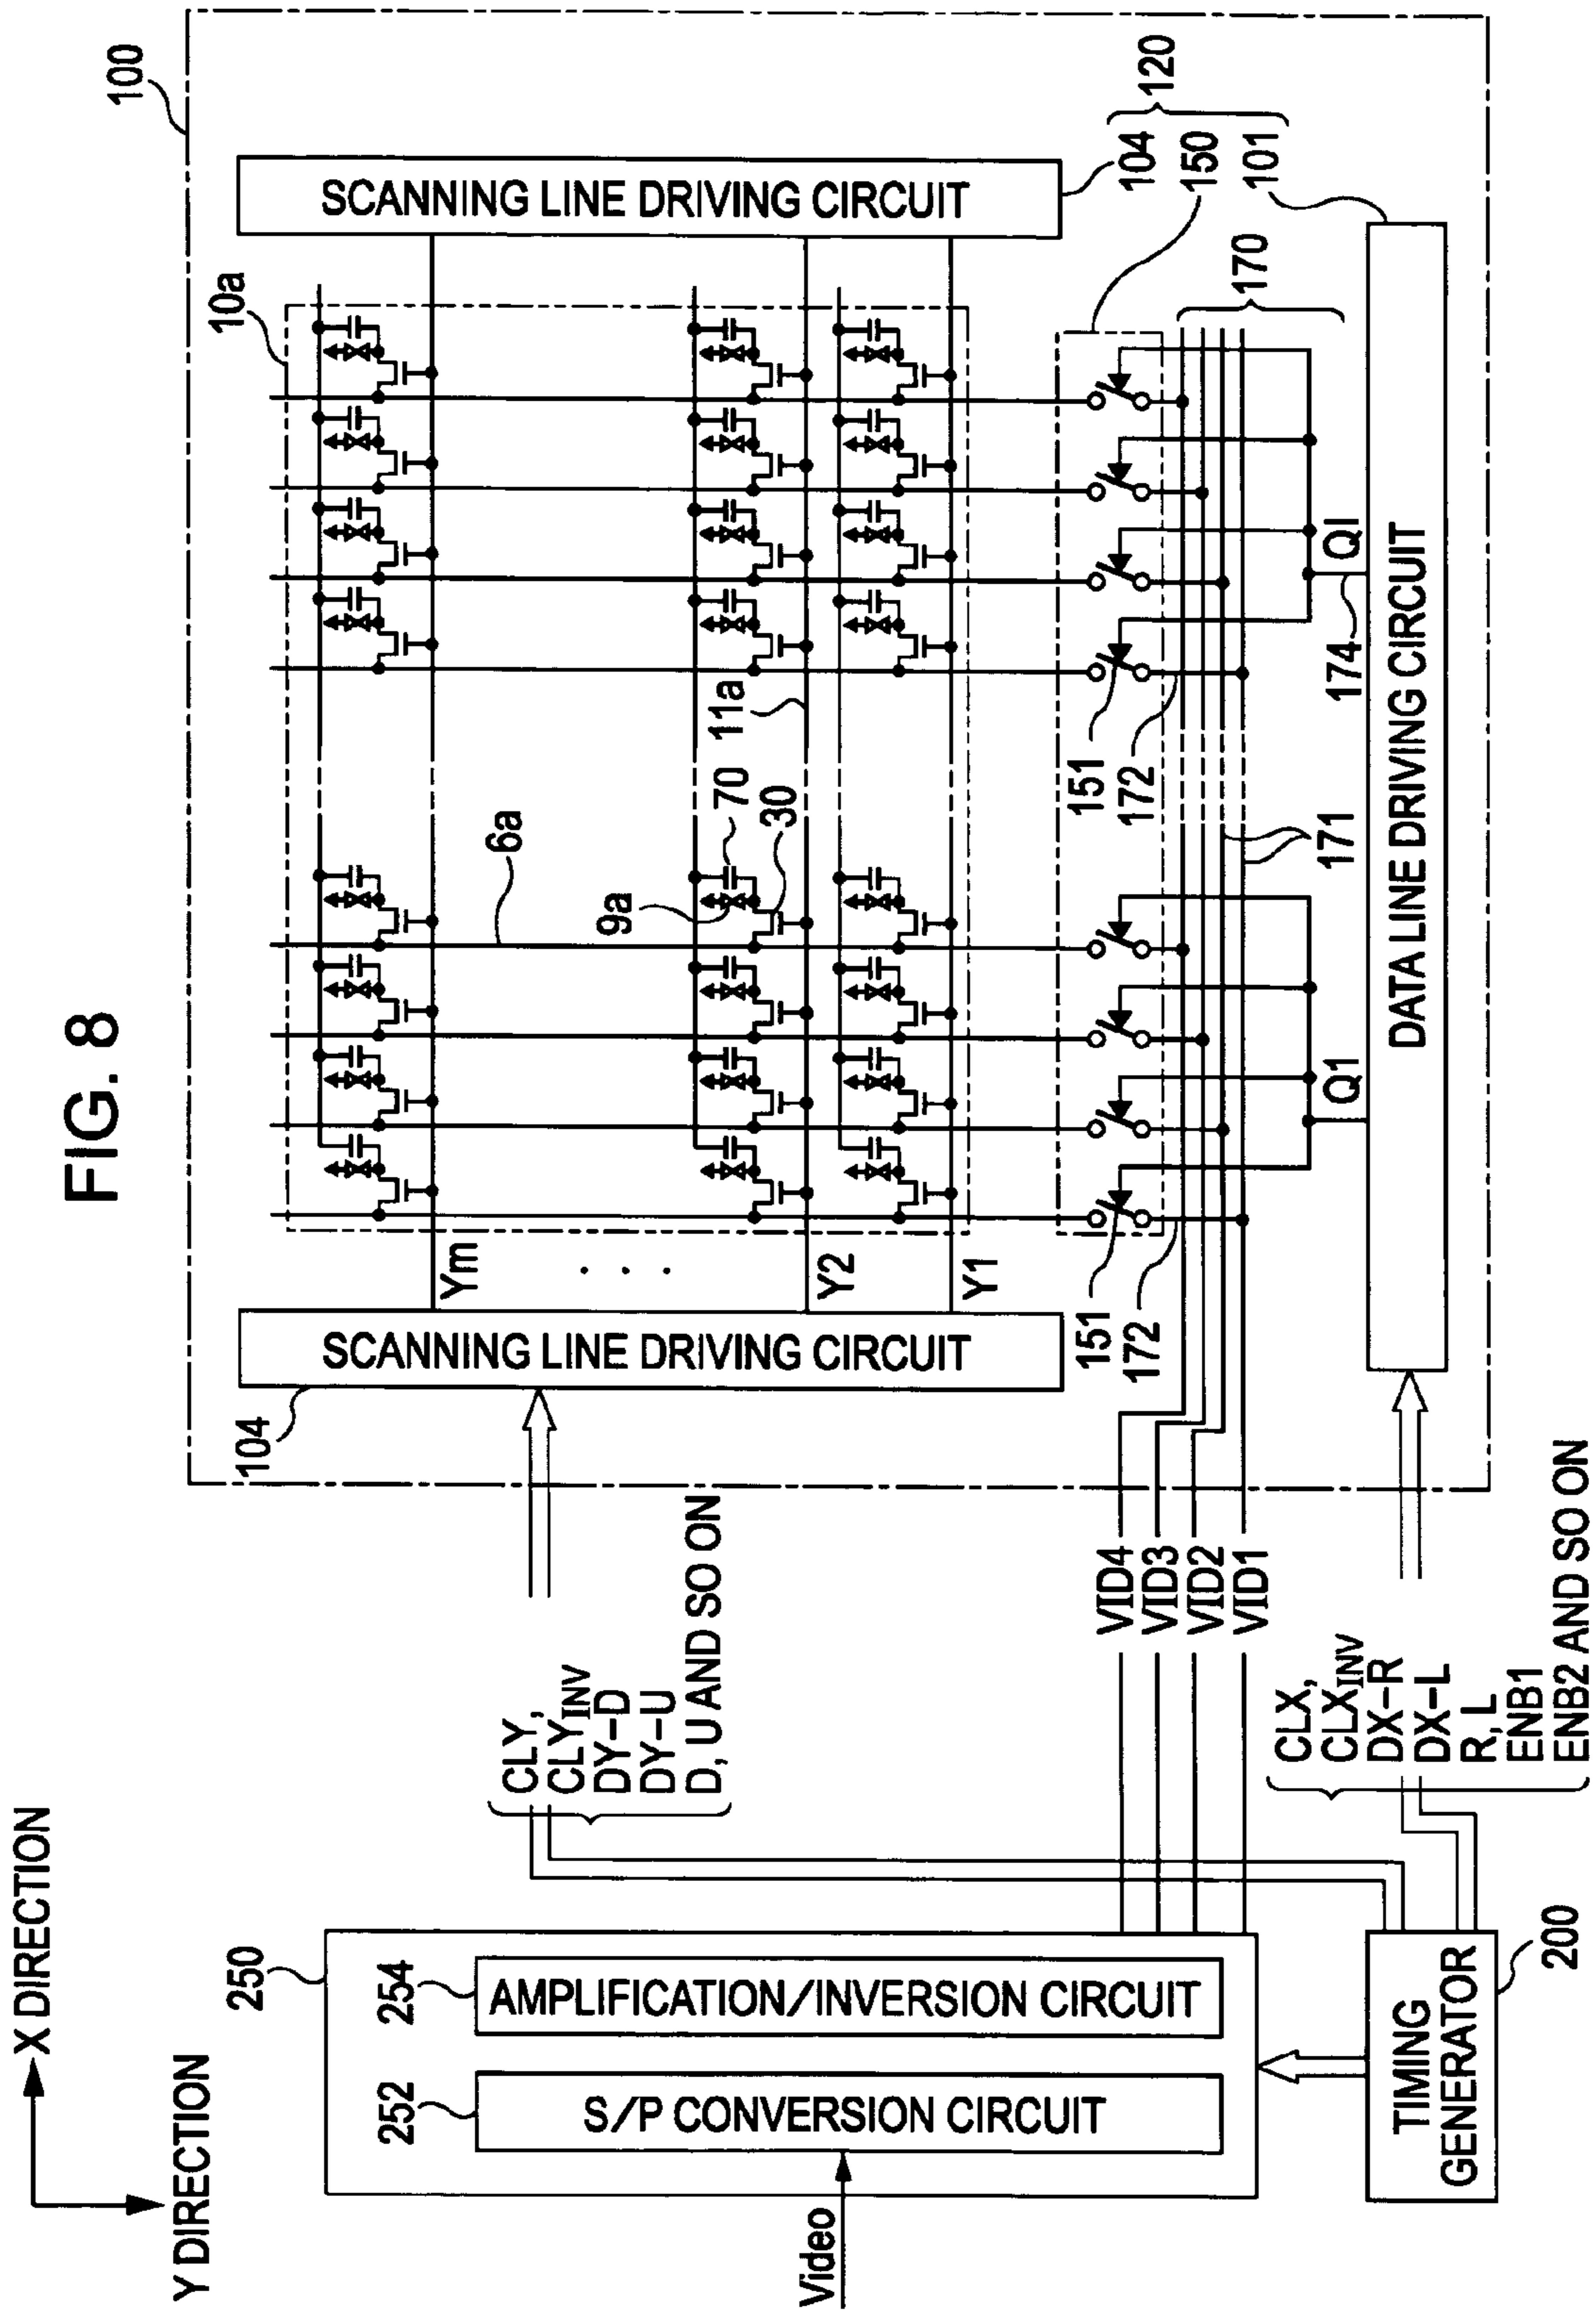 FIG. 8
X DIRECTION
Y DIRECTION
100
10a
SCANNING LINE DRIVING CIRCUIT
104
SCANNING LINE DRIVING CIRCUIT
104
150
101
120
Ym
. . .
Y2
Y1
6a
9a
70
30
11a
151
172
151
172
170
171
174
Q1
Ql
DATA LINE DRIVING CIRCUIT
250
254
AMPLIFICATION/INVERSION CIRCUIT
252
S/P CONVERSION CIRCUIT
Video
CLY,
CLYINV
DY-D
DY-U
D, U AND SO ON
VID4
VID3
VID2
VID1
CLX,
CLXINV
DX-R
DX-L
R, L
ENB1
ENB2 AND SO ON
TIMING
GENERATOR
200